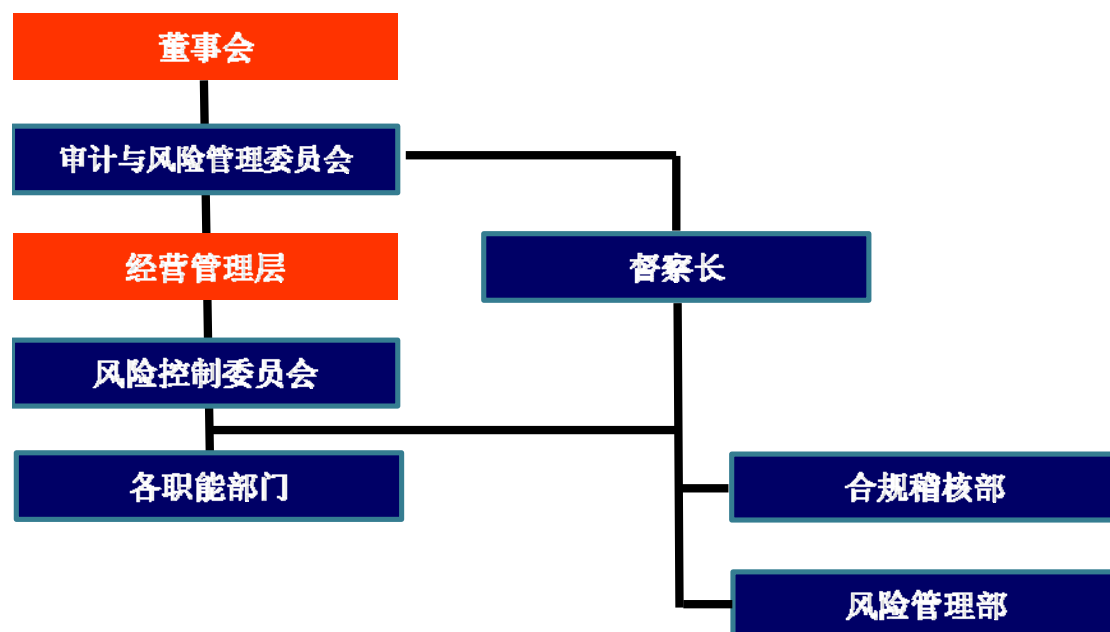 董事会
审计与风险管理委员会
经营管理层
督察长
风险控制委员会
各职能部门
合规稽核部
风险管理部